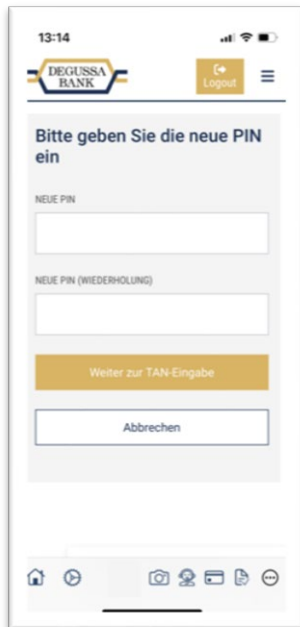 13:14
DEGUSSA
BANK
Logout
Bitte geben Sie die neue PIN
ein
NEUE PIN
NEUE PIN (WIEDERHOLUNG)
Weiter zur TAN-Eingabe
Abbrechen